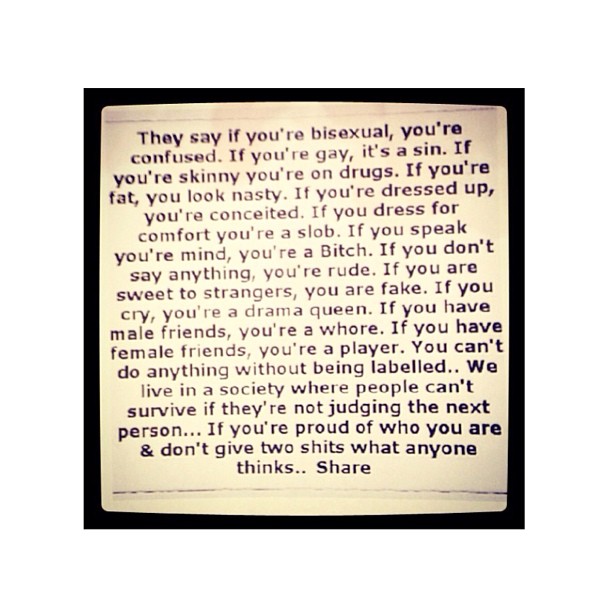 They say if you're bisexual, you're
confused. If you're gay, it's a sin. If
you're skinny you're on drugs. If you're
fat, you look nasty. If you're dressed up,
you're conceited. If you dress for
comfort you're a slob. If you speak
you're mind, you're a Bitch. If you don't
say anything, you're rude. If you are
sweet to strangers, you are fake. If you
cry, you're a drama queen. If you have
male friends, you're a whore. If you have
female friends, you're a player. You can't
do anything without being labelled.. We
live in a society where people can't
survive if they're not judging the next
person... If you're proud of who you are
& don't give two shits what anyone
thinks.. Share